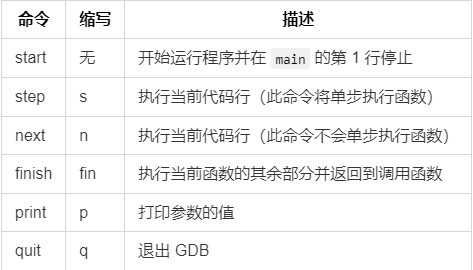 命令 缩写 描述
start 无 开始运行程序并在 main 的第 1 行停止
step s 执行当前代码行（此命令将单步执行函数）
next n 执行当前代码行（此命令不会单步执行函数）
finish fin 执行当前函数的其余部分并返回到调用函数
print p 打印参数的值
quit q 退出 GDB